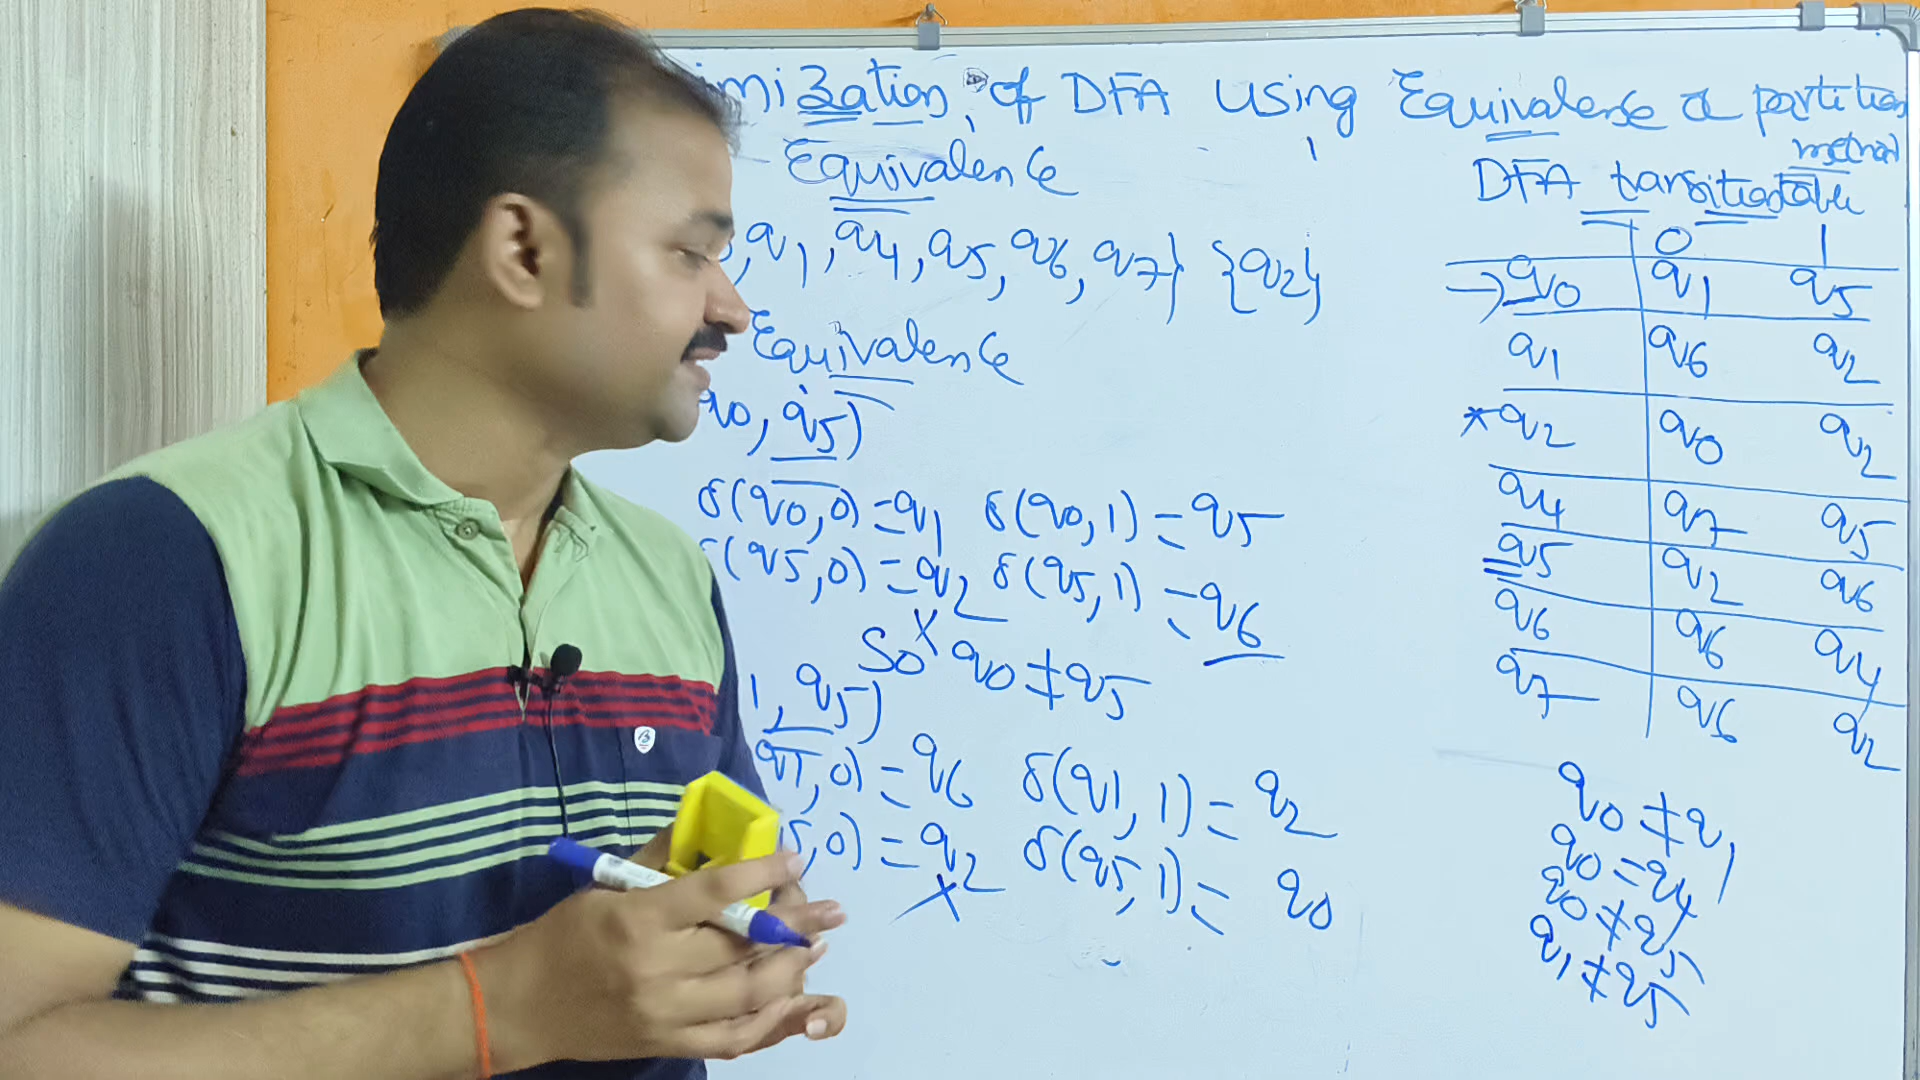 mization of DFA using Equivalence or partition method
Equivalence
, q1, q4, q5, q6, q7} {q2}
Equivalence
q0, q5)
δ(q0,0)=q1 δ(q0,1)=q5
δ(q5,0)=q2 δ(q5,1)=q6
x
So q0≠q5
1, q5)
q1,0)=q6 δ(q1,1)=q2
5,0)=q2 δ(q5,1)=q0
x
DFA transition table
0 1
→q0 q1 q5
q1 q6 q2
*q2 q0 q2
q4 q7 q5
q5 q2 q6
q6 q6 q4
q7 q6 q2
q0≠q1
q0=q4
q0≠q5
q1≠q5